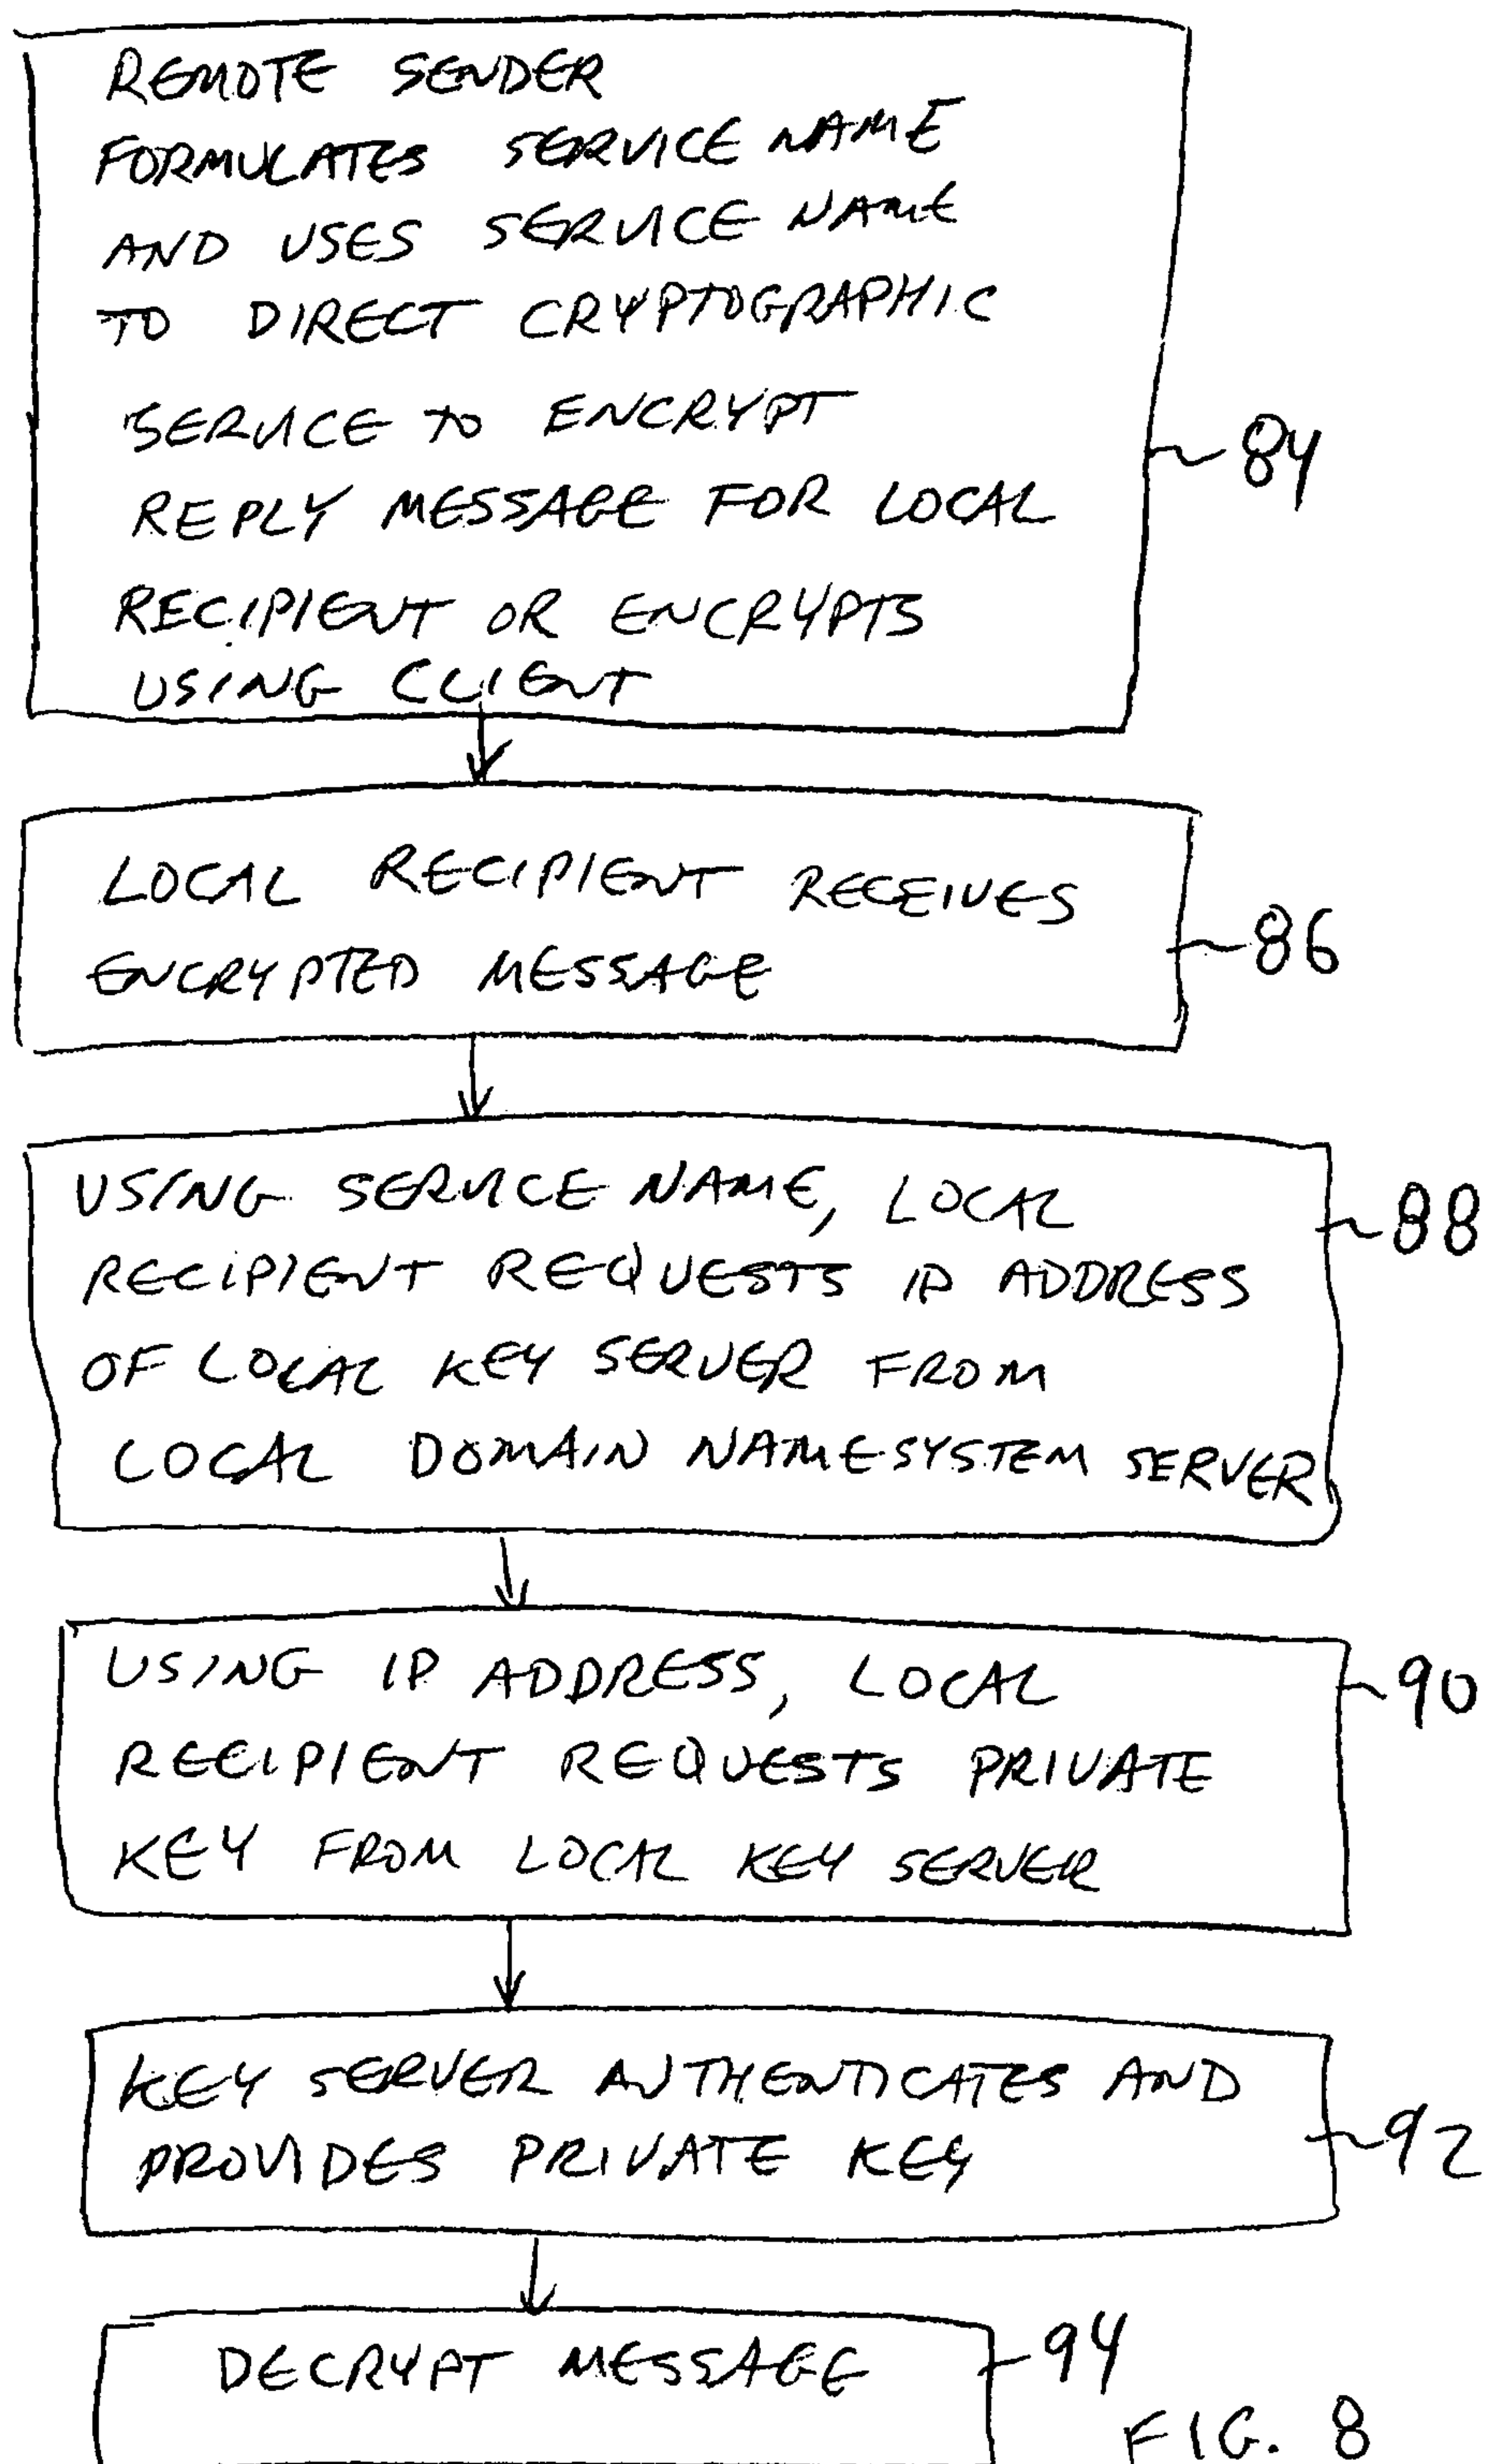 REMOTE SENDER
FORMULATES SERVICE NAME
AND USES SERVICE NAME
TO DIRECT CRYPTOGRAPHIC
SERVICE TO ENCRYPT
REPLY MESSAGE FOR LOCAL
RECIPIENT OR ENCRYPTS
USING CLIENT
84
LOCAL RECIPIENT RECEIVES
ENCRYPTED MESSAGE
86
USING SERVICE NAME, LOCAL
RECIPIENT REQUESTS IP ADDRESS
OF LOCAL KEY SERVER FROM
LOCAL DOMAIN NAME SYSTEM SERVER
88
USING IP ADDRESS, LOCAL
RECIPIENT REQUESTS PRIVATE
KEY FROM LOCAL KEY SERVER
90
KEY SERVER AUTHENTICATES AND
PROVIDES PRIVATE KEY
92
DECRYPT MESSAGE
94
FIG. 8